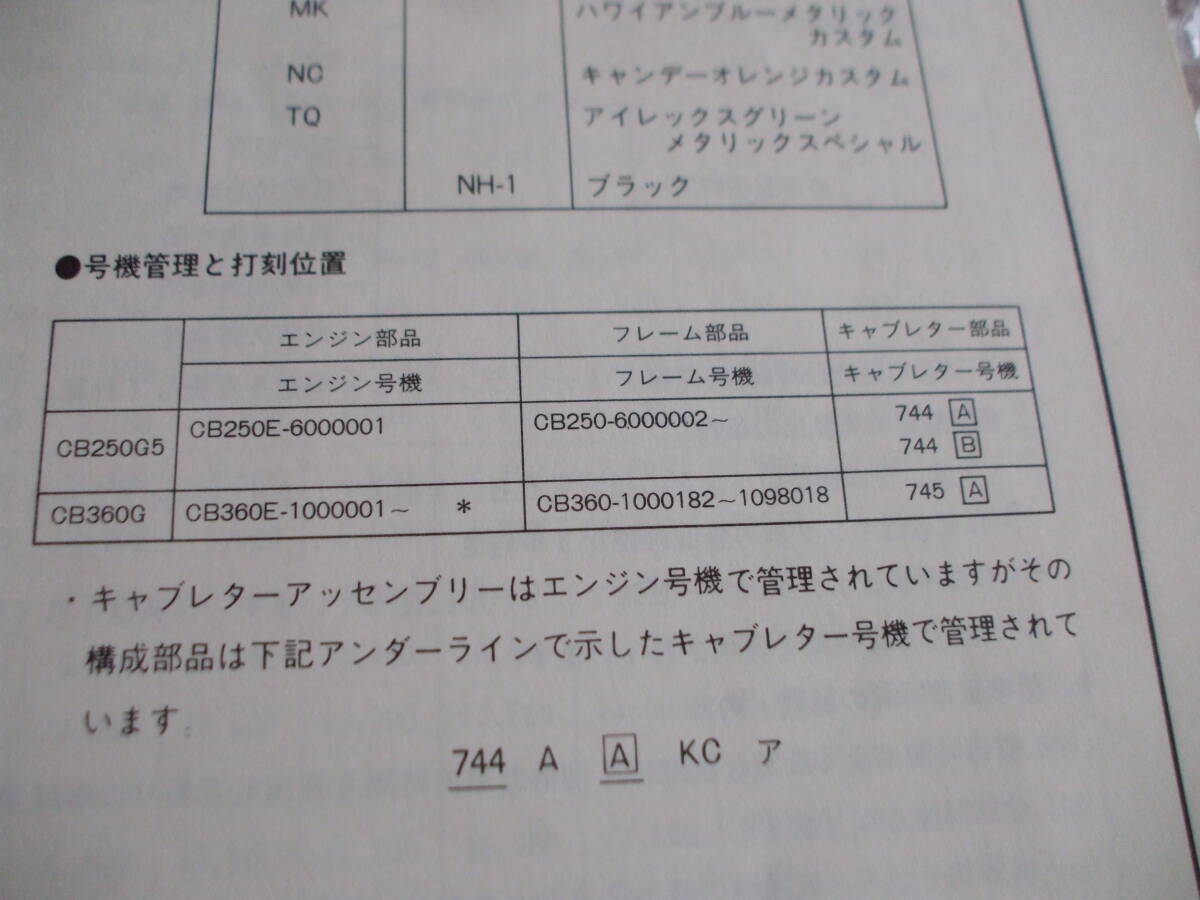 MK ハワイアンブルーメタリック
カスタム
NC キャンデーオレンジカスタム
TQ アイレックスグリーン
メタリックスペシャル
NH-1 ブラック
●号機管理と打刻位置
エンジン部品 フレーム部品 キャブレター部品
エンジン号機 フレーム号機 キャブレター号機
CB250G5 CB250E-6000001 CB250-6000002~ 744 A
744 B
CB360G CB360E-1000001~ * CB360-1000182~1098018 745 A
・キャブレターアッセンブリーはエンジン号機で管理されていますがその
構成部品は下記アンダーラインで示したキャブレター号機で管理されて
います。
744 A A KC ア